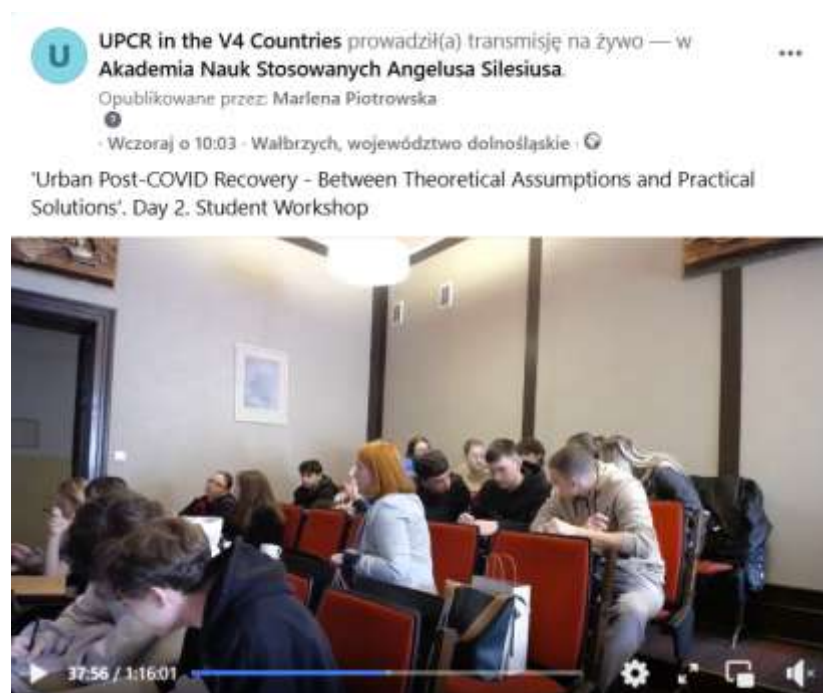 U
UPCR in the V4 Countries prowadził(a) transmisję na żywo — w
Akademia Nauk Stosowanych Angelusa Silesiusa.
Opublikowane przez: Marlena Piotrowska
?
· Wczoraj o 10:03 · Wałbrzych, województwo dolnośląskie ·
'Urban Post-COVID Recovery - Between Theoretical Assumptions and Practical
Solutions'. Day 2. Student Workshop
37:56 / 1:16:01